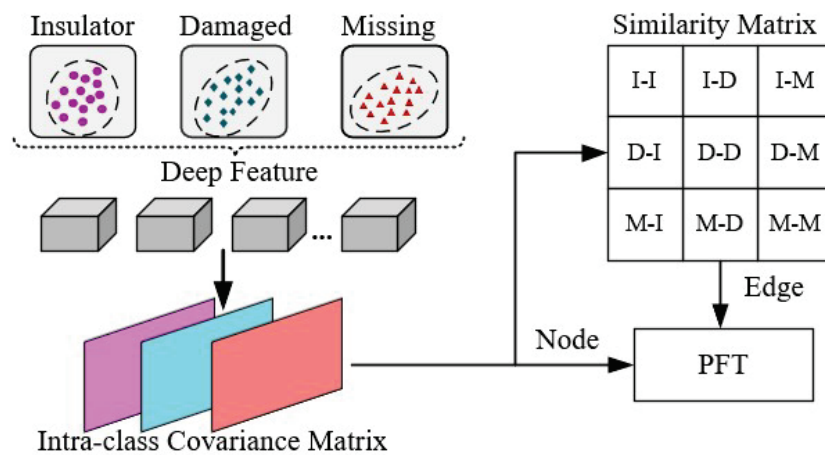 Insulator Damaged Missing
Deep Feature
...
Intra-class Covariance Matrix
Similarity Matrix
I-I I-D I-M
D-I D-D D-M
M-I M-D M-M
Edge
Node
PFT